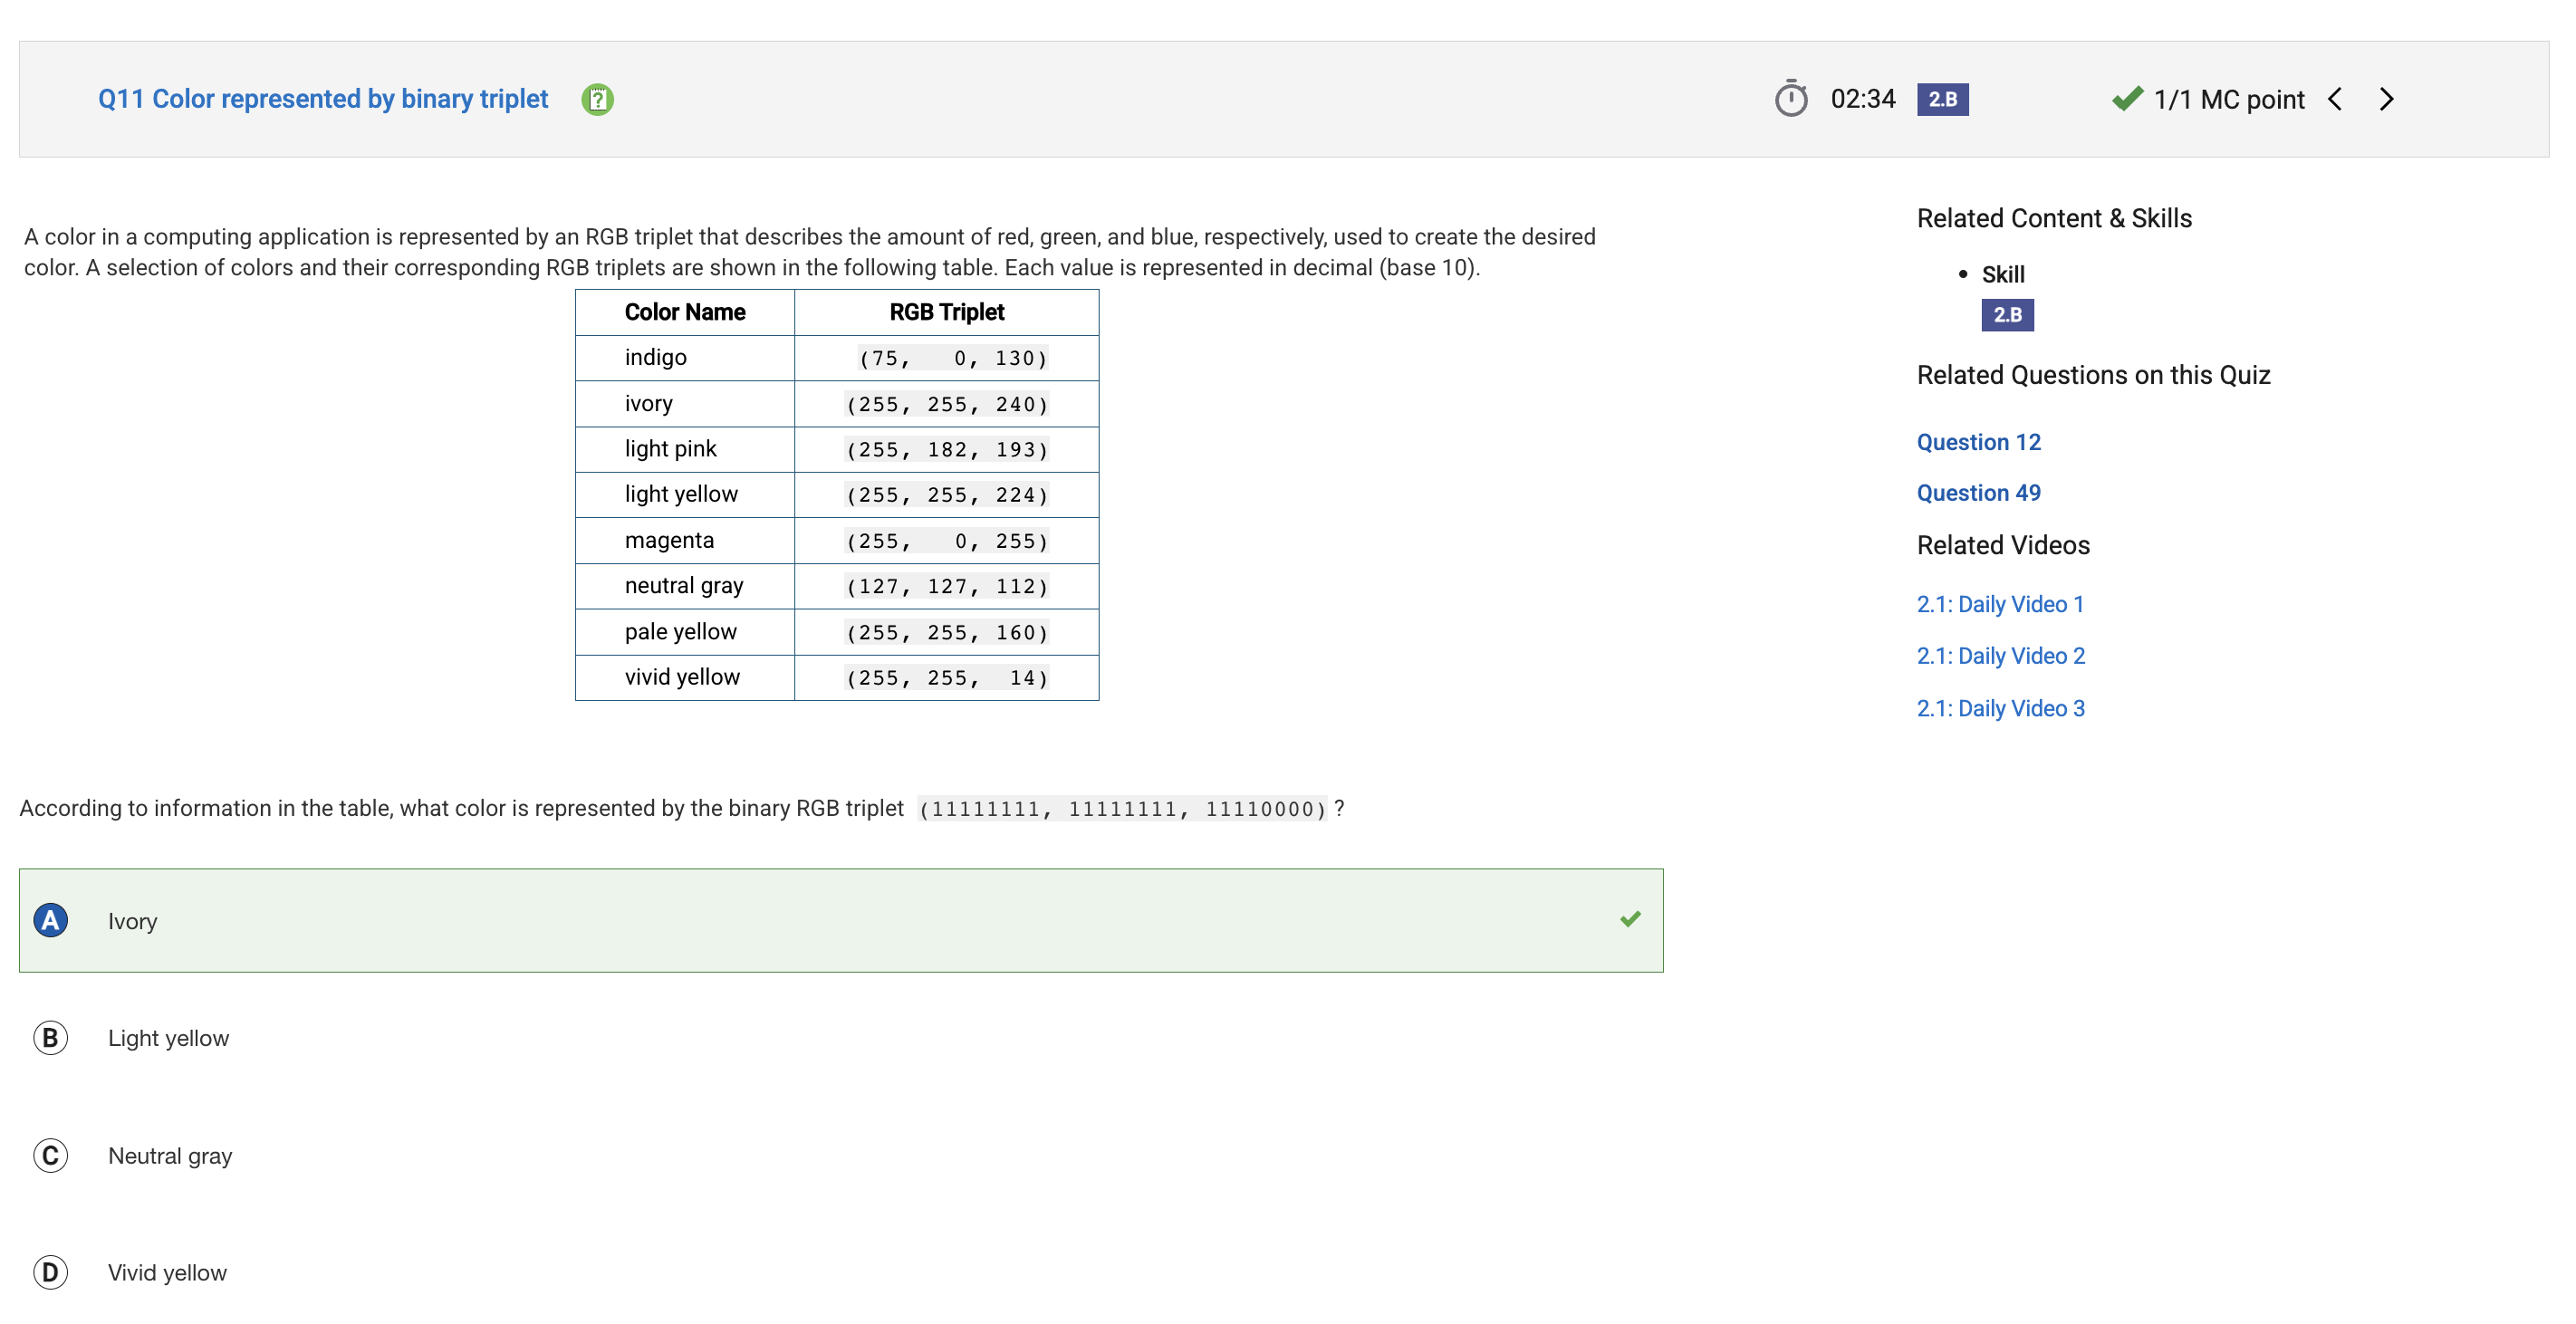 Q11 Color represented by binary triplet
02:34 2.B 1/1 MC point
A color in a computing application is represented by an RGB triplet that describes the amount of red, green, and blue, respectively, used to create the desired
color. A selection of colors and their corresponding RGB triplets are shown in the following table. Each value is represented in decimal (base 10).
Color Name RGB Triplet
indigo (75, 0, 130)
ivory (255, 255, 240)
light pink (255, 182, 193)
light yellow (255, 255, 224)
magenta (255, 0, 255)
neutral gray (127, 127, 112)
pale yellow (255, 255, 160)
vivid yellow (255, 255, 14)
According to information in the table, what color is represented by the binary RGB triplet (11111111, 11111111, 11110000) ?
A Ivory
B Light yellow
C Neutral gray
D Vivid yellow
Related Content & Skills
• Skill
2.B
Related Questions on this Quiz
Question 12
Question 49
Related Videos
2.1: Daily Video 1
2.1: Daily Video 2
2.1: Daily Video 3